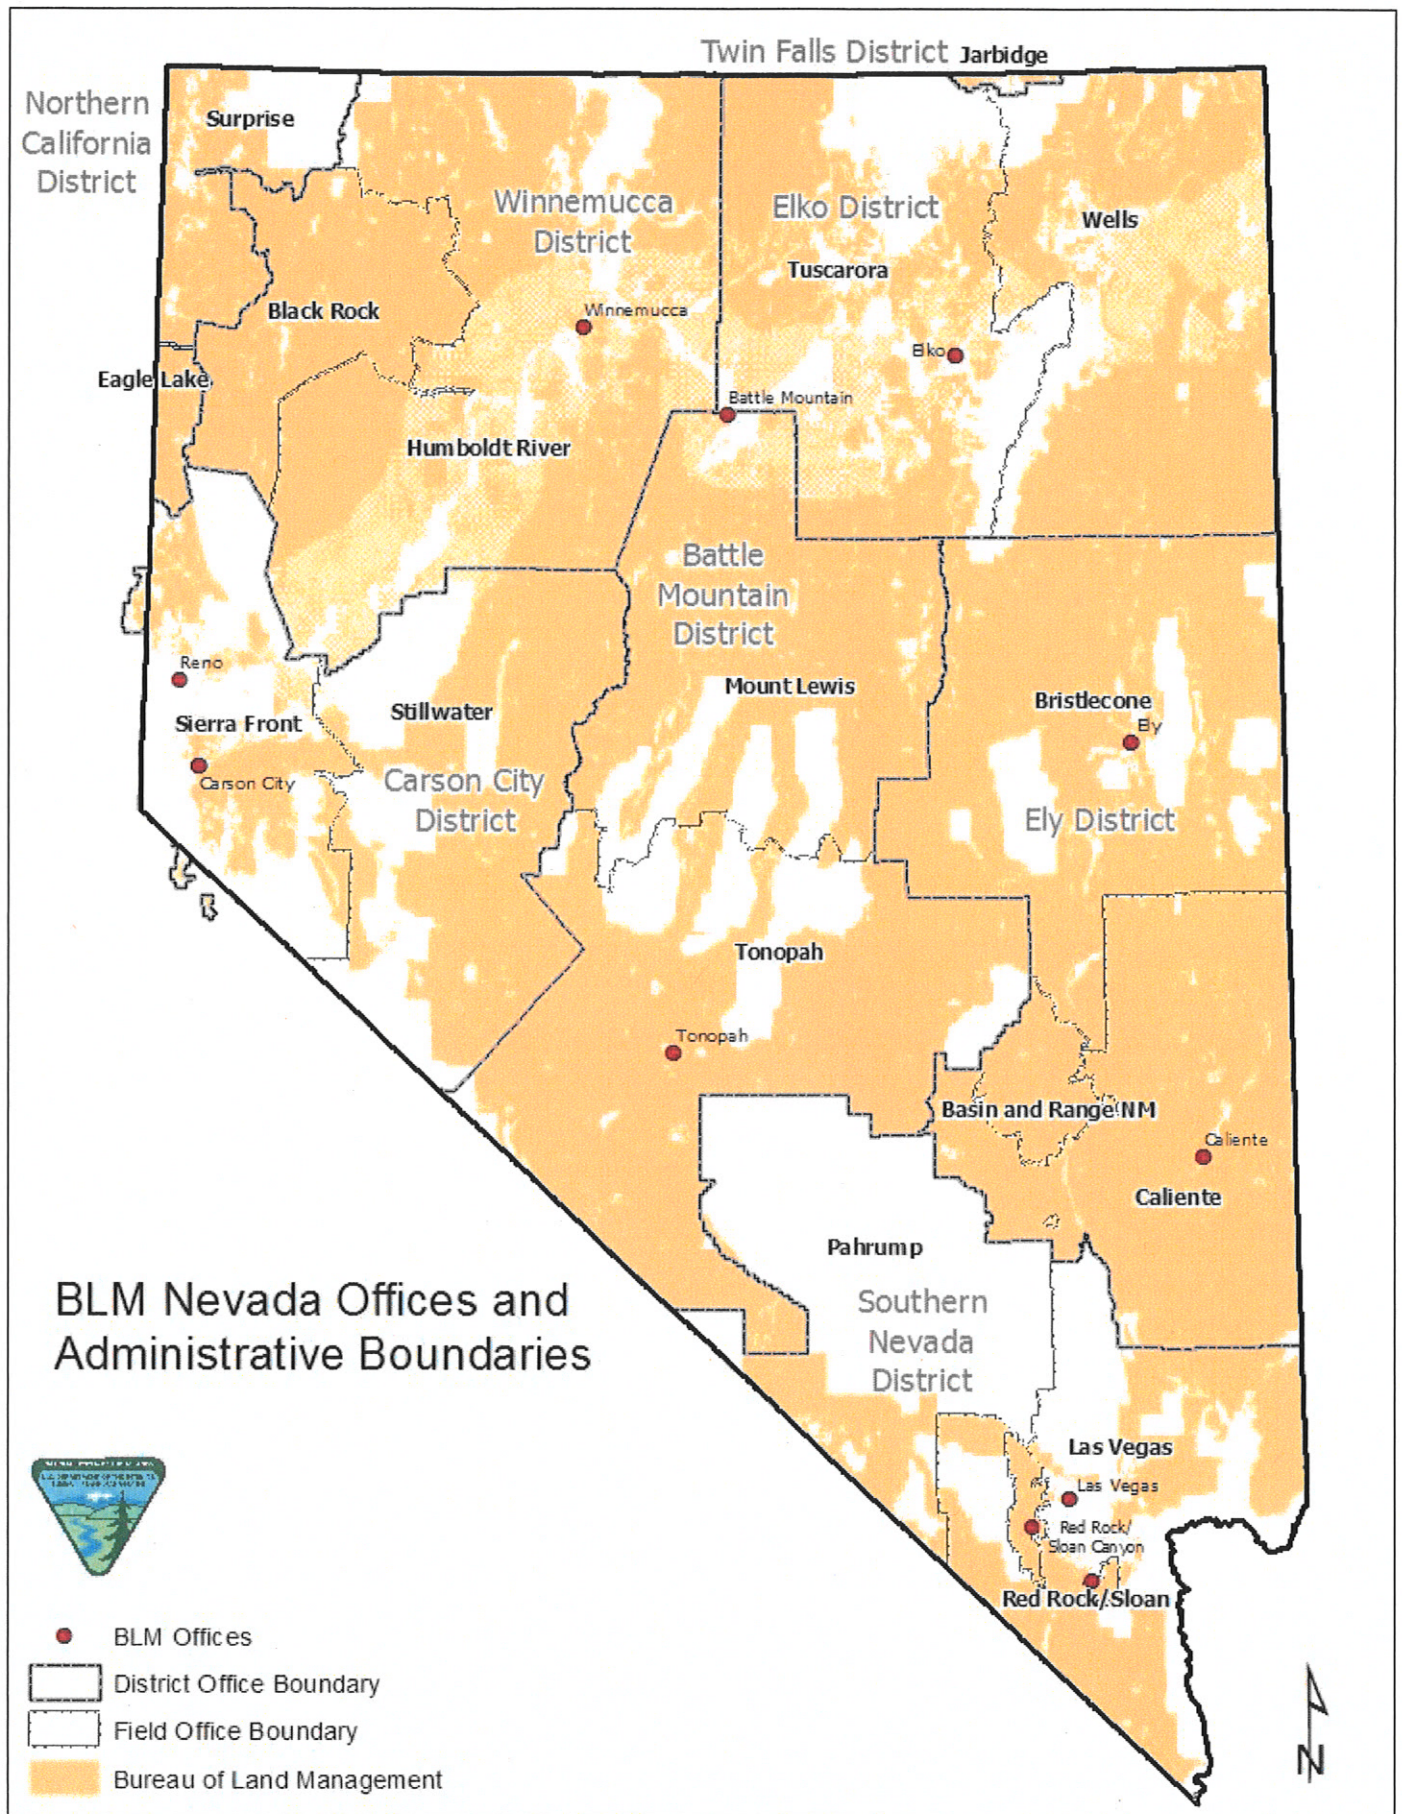 Twin Falls District
Jarbidge
Northern
California
District
Surprise
Winnemucca
District
Elko District
Wells
Tuscarora
Black Rock
Winnemucca
Elko
Eagle Lake
Battle Mountain
Humboldt River
Battle
Mountain
District
Reno
Mount Lewis
Bristlecone
Sierra Front
Stillwater
Ely
Carson City
Carson City
District
Ely District
Tonopah
Tonopah
Basin and Range NM
Caliente
Caliente
Pahrump
BLM Nevada Offices and
Administrative Boundaries
Southern
Nevada
District
Las Vegas
Las Vegas
Red Rock/
Sloan Canyon
Red Rock/Sloan
BLM Offices
District Office Boundary
Field Office Boundary
Bureau of Land Management
N